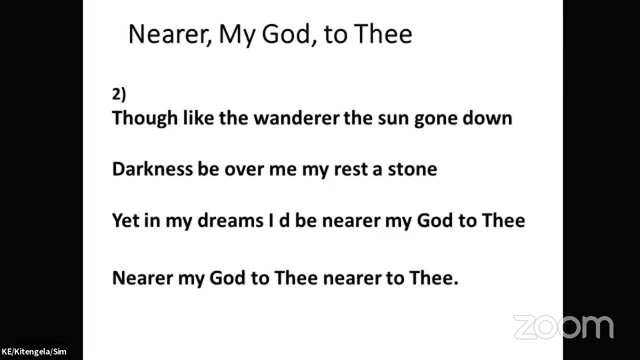 Nearer, My God, to Thee
2)
Though like the wanderer the sun gone down
Darkness be over me my rest a stone
Yet in my dreams I d be nearer my God to Thee
Nearer my God to Thee nearer to Thee.
zoom
KE/Kitengela/Sim